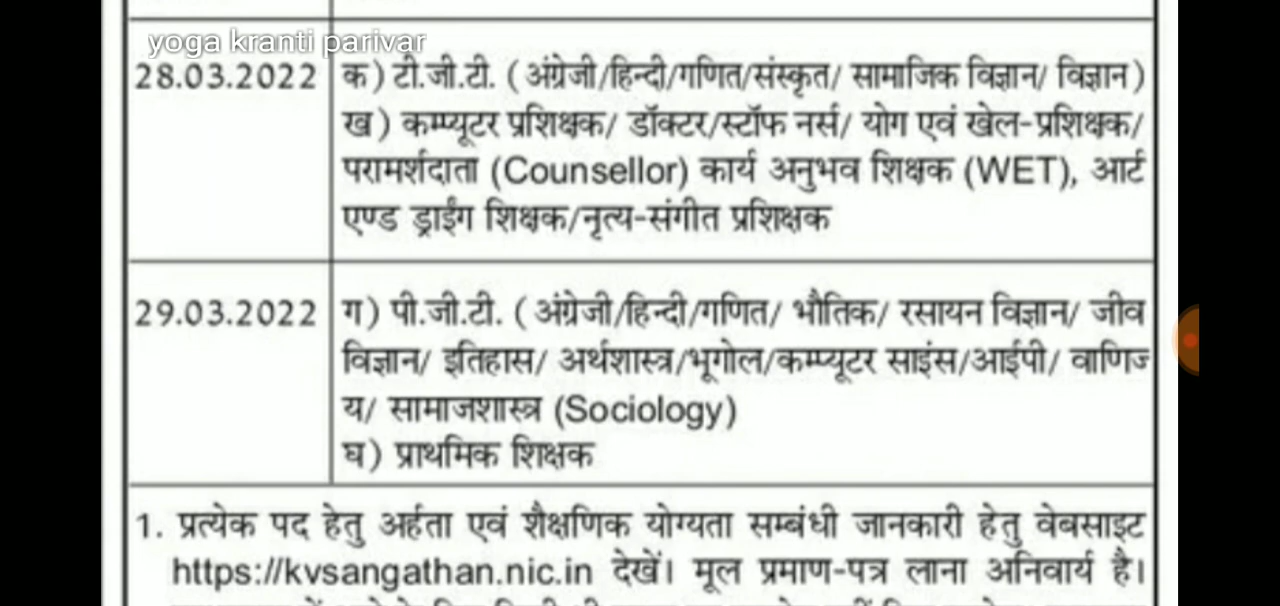 yoga kranti parivar
28.03.2022 क) टी.जी.टी. (अंग्रेजी/हिन्दी/गणित/संस्कृत/ सामाजिक विज्ञान/ विज्ञान)
ख) कम्प्यूटर प्रशिक्षक/ डॉक्टर/स्टॉफ नर्स/ योग एवं खेल-प्रशिक्षक/
परामर्शदाता (Counsellor) कार्य अनुभव शिक्षक (WET), आर्ट
एण्ड ड्राईंग शिक्षक/नृत्य-संगीत प्रशिक्षक
29.03.2022 ग) पी.जी.टी. (अंग्रेजी/हिन्दी/गणित/ भौतिक/ रसायन विज्ञान/ जीव
विज्ञान/ इतिहास/ अर्थशास्त्र/भूगोल/कम्प्यूटर साइंस/आईपी/ वाणिज
य/ सामाजशास्त्र (Sociology)
घ) प्राथमिक शिक्षक
1. प्रत्येक पद हेतु अर्हता एवं शैक्षणिक योग्यता सम्बंधी जानकारी हेतु वेबसाइट
https://kvsangathan.nic.in देखें। मूल प्रमाण-पत्र लाना अनिवार्य है।